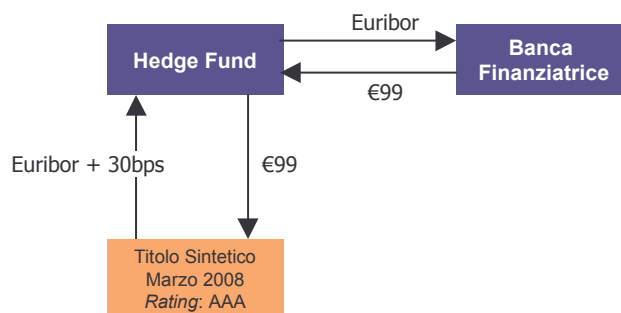 Euribor
Hedge Fund
Banca
Finanziatrice
€99
Euribor + 30bps
€99
Titolo Sintetico
Marzo 2008
Rating: AAA